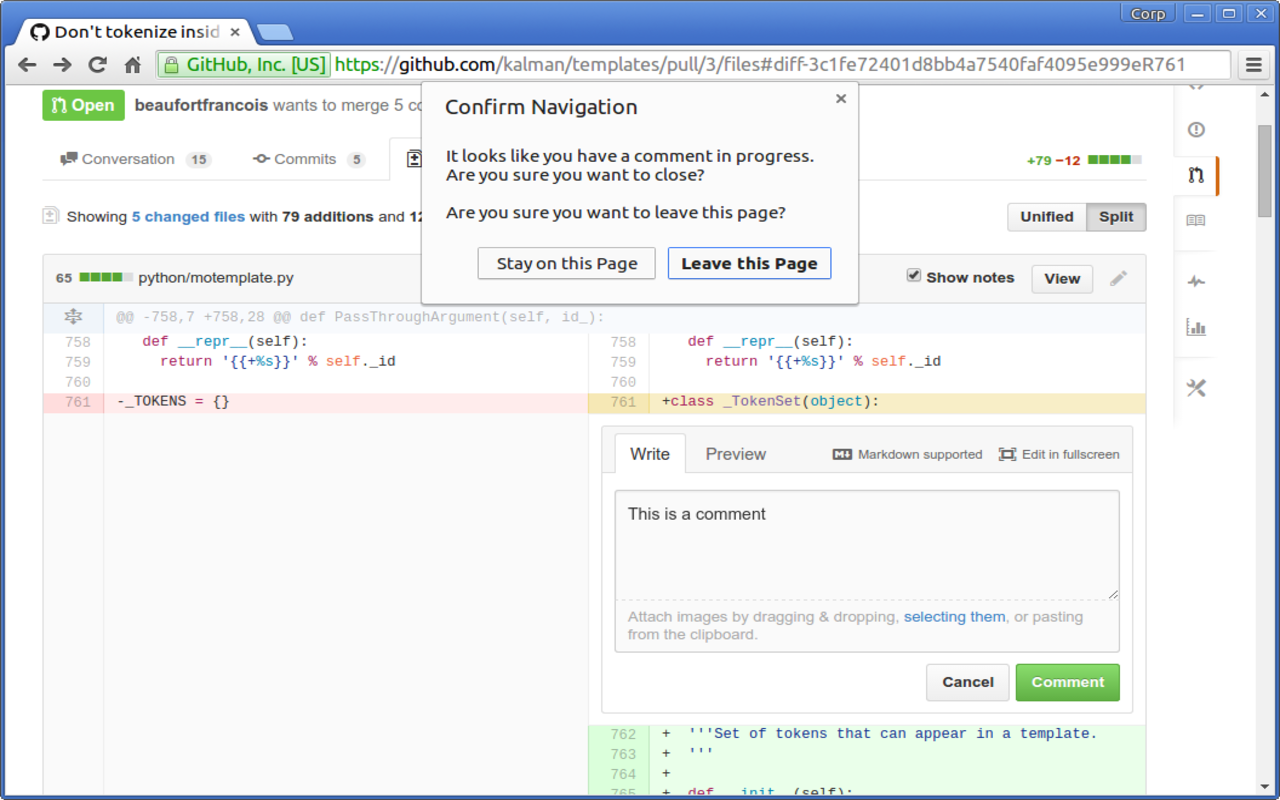 Corp
Don't tokenize insid
GitHub, Inc. [US] https://github.com/kalman/templates/pull/3/files#diff-3c1fe72401d8bb4a7540faf4095e999eR761
Confirm Navigation
It looks like you have a comment in progress.
Are you sure you want to close?
Are you sure you want to leave this page?
Stay on this Page Leave this Page
Open beaufortfrancois wants to merge 5 co
Conversation 15 Commits 5 +79 −12
Showing 5 changed files with 79 additions and 12
Unified Split
65 python/motemplate.py Show notes View
@@ -758,7 +758,28 @@ def PassThroughArgument(self, id_):
758 def __repr__(self): 758 def __repr__(self):
759 return '{{+%s}}' % self._id 759 return '{{+%s}}' % self._id
760 760
761 -_TOKENS = {} 761 +class _TokenSet(object):
Write Preview Markdown supported Edit in fullscreen
This is a comment
Attach images by dragging & dropping, selecting them, or pasting
from the clipboard.
Cancel Comment
762 + '''Set of tokens that can appear in a template.
763 + '''
764 +
765 + def __init__(self):